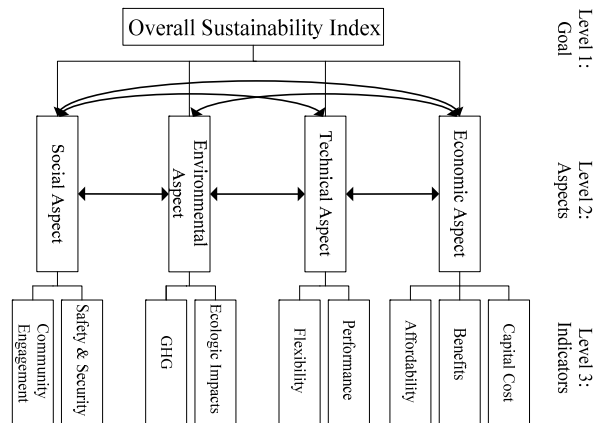 Overall Sustainability Index
Level 1:
Goal
Social Aspect
Environmental
Aspect
Technical Aspect
Economic Aspect
Level 2:
Aspects
Community
Engagement
Safety & Security
GHG
Ecologic Impacts
Flexibility
Performance
Affordability
Benefits
Capital Cost
Level 3:
Indicators